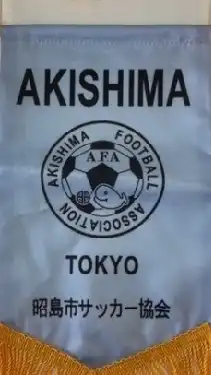 AKISHIMA
AKISHIMA FOOTBALL ASSOCIATION
AFA
TOKYO
昭島市サッカー協会